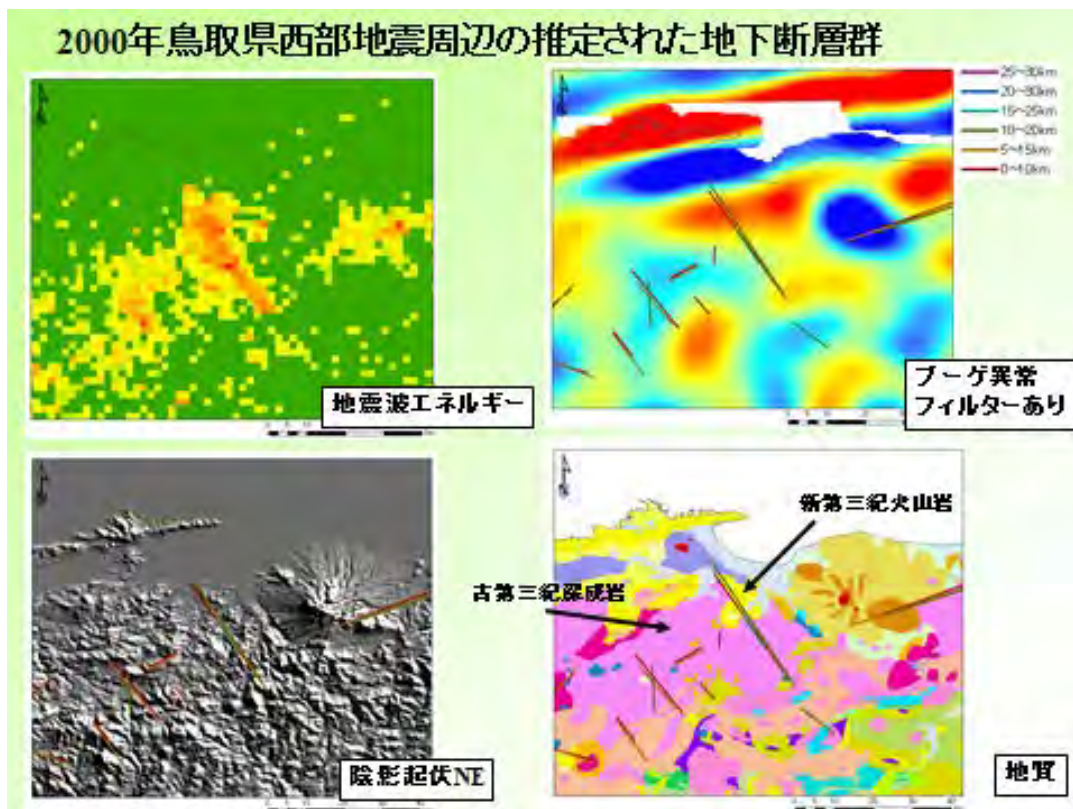 2000年鳥取県西部地震周辺の推定された地下断層群
25~30km
20~30km
15~25km
10~20km
5~15km
0~10km
地震波エネルギー
ブーゲ異常
フィルターあり
新第三紀火山岩
古第三紀深成岩
陰影起伏NE
地質